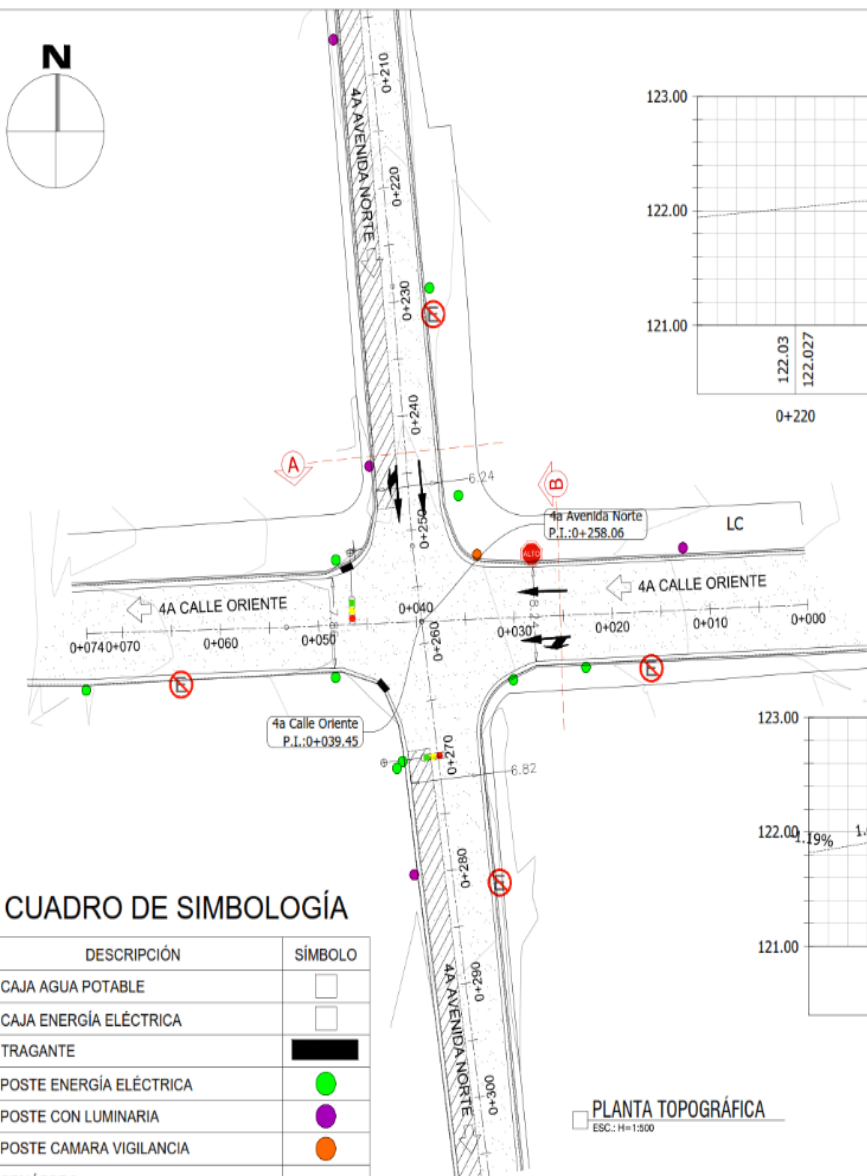 N
0+210
4A AVENIDA NORTE
0+220
0+230
E
0+240
A
6.24
B
0+250
4a Avenida Norte
P.I.:0+258.06
LC
ALTO
4A CALLE ORIENTE
4A CALLE ORIENTE
8.24
0+074
0+070
0+060
0+050
0+040
0+030
0+020
0+010
0+000
0+260
E
E
4a Calle Oriente
P.I.:0+039.45
0+270
6.82
0+280
E
0+290
4A AVENIDA NORTE
0+300
123.00
122.00
121.00
122.03
122.027
0+220
123.00
122.00
1.19%
1.
121.00
CUADRO DE SIMBOLOGÍA
DESCRIPCIÓN SÍMBOLO
CAJA AGUA POTABLE
CAJA ENERGÍA ELÉCTRICA
TRAGANTE
POSTE ENERGÍA ELÉCTRICA
POSTE CON LUMINARIA
POSTE CAMARA VIGILANCIA
PLANTA TOPOGRÁFICA
ESC.: H=1:500